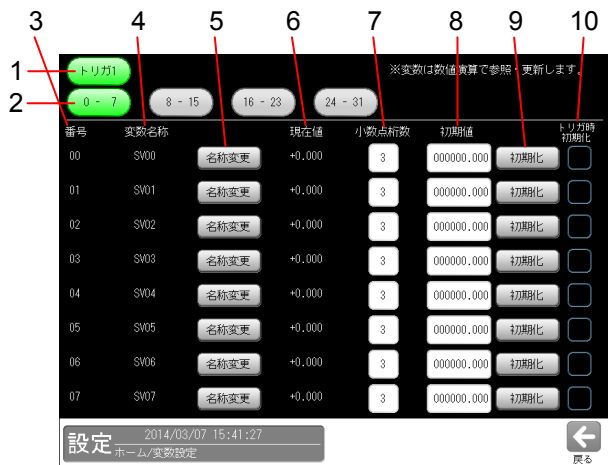 3 4 5 6 7 8 9 10
1 トリガ1 ※変数は数値演算で参照・更新します。
2 0 - 7 8 - 15 16 - 23 24 - 31
番号 変数名称 現在値 小数点桁数 初期値 トリガ時
初期化
00 SV00 名称変更 +0.000 3 000000.000 初期化
01 SV01 名称変更 +0.000 3 000000.000 初期化
02 SV02 名称変更 +0.000 3 000000.000 初期化
03 SV03 名称変更 +0.000 3 000000.000 初期化
04 SV04 名称変更 +0.000 3 000000.000 初期化
05 SV05 名称変更 +0.000 3 000000.000 初期化
06 SV06 名称変更 +0.000 3 000000.000 初期化
07 SV07 名称変更 +0.000 3 000000.000 初期化
設定 2014/03/07 15:41:27
ホーム/変数設定
戻る